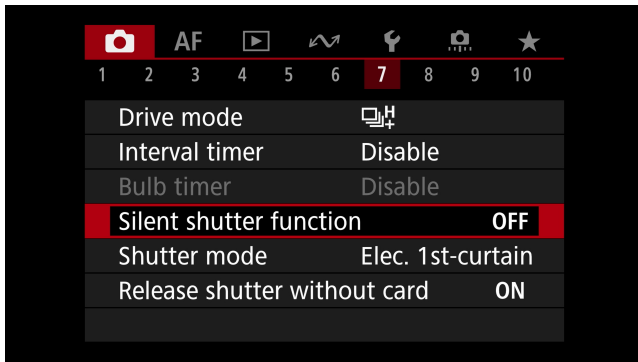 AF
1 2 3 4 5 6 7 8 9 10
Drive mode H+
Interval timer Disable
Bulb timer Disable
Silent shutter function OFF
Shutter mode Elec. 1st-curtain
Release shutter without card ON